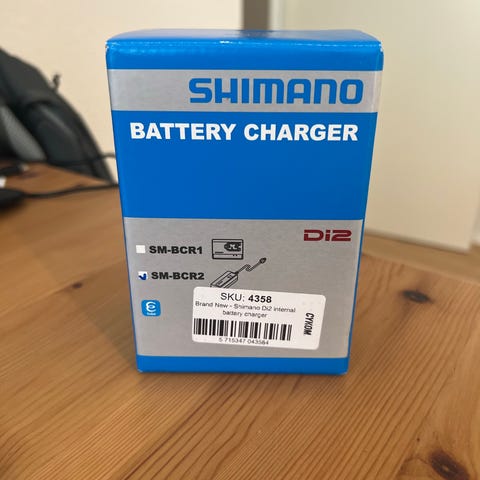 SHIMANO
BATTERY CHARGER
Di2
SM-BCR1
SM-BCR2
SKU: 4358
Brand New - Shimano Di2 internal
battery charger
5 715347 043584
CYKOM